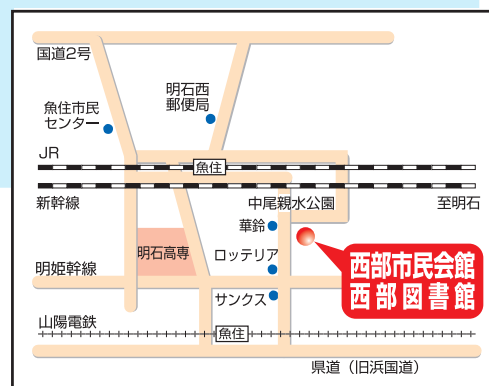 国道2号
明石西
郵便局
魚住市民
センター
JR
魚住
新幹線
中尾親水公園
至明石
華鈴
明石高専
ロッテリア
西部市民会館
西部図書館
明姫幹線
サンクス
山陽電鉄
魚住
県道（旧浜国道）